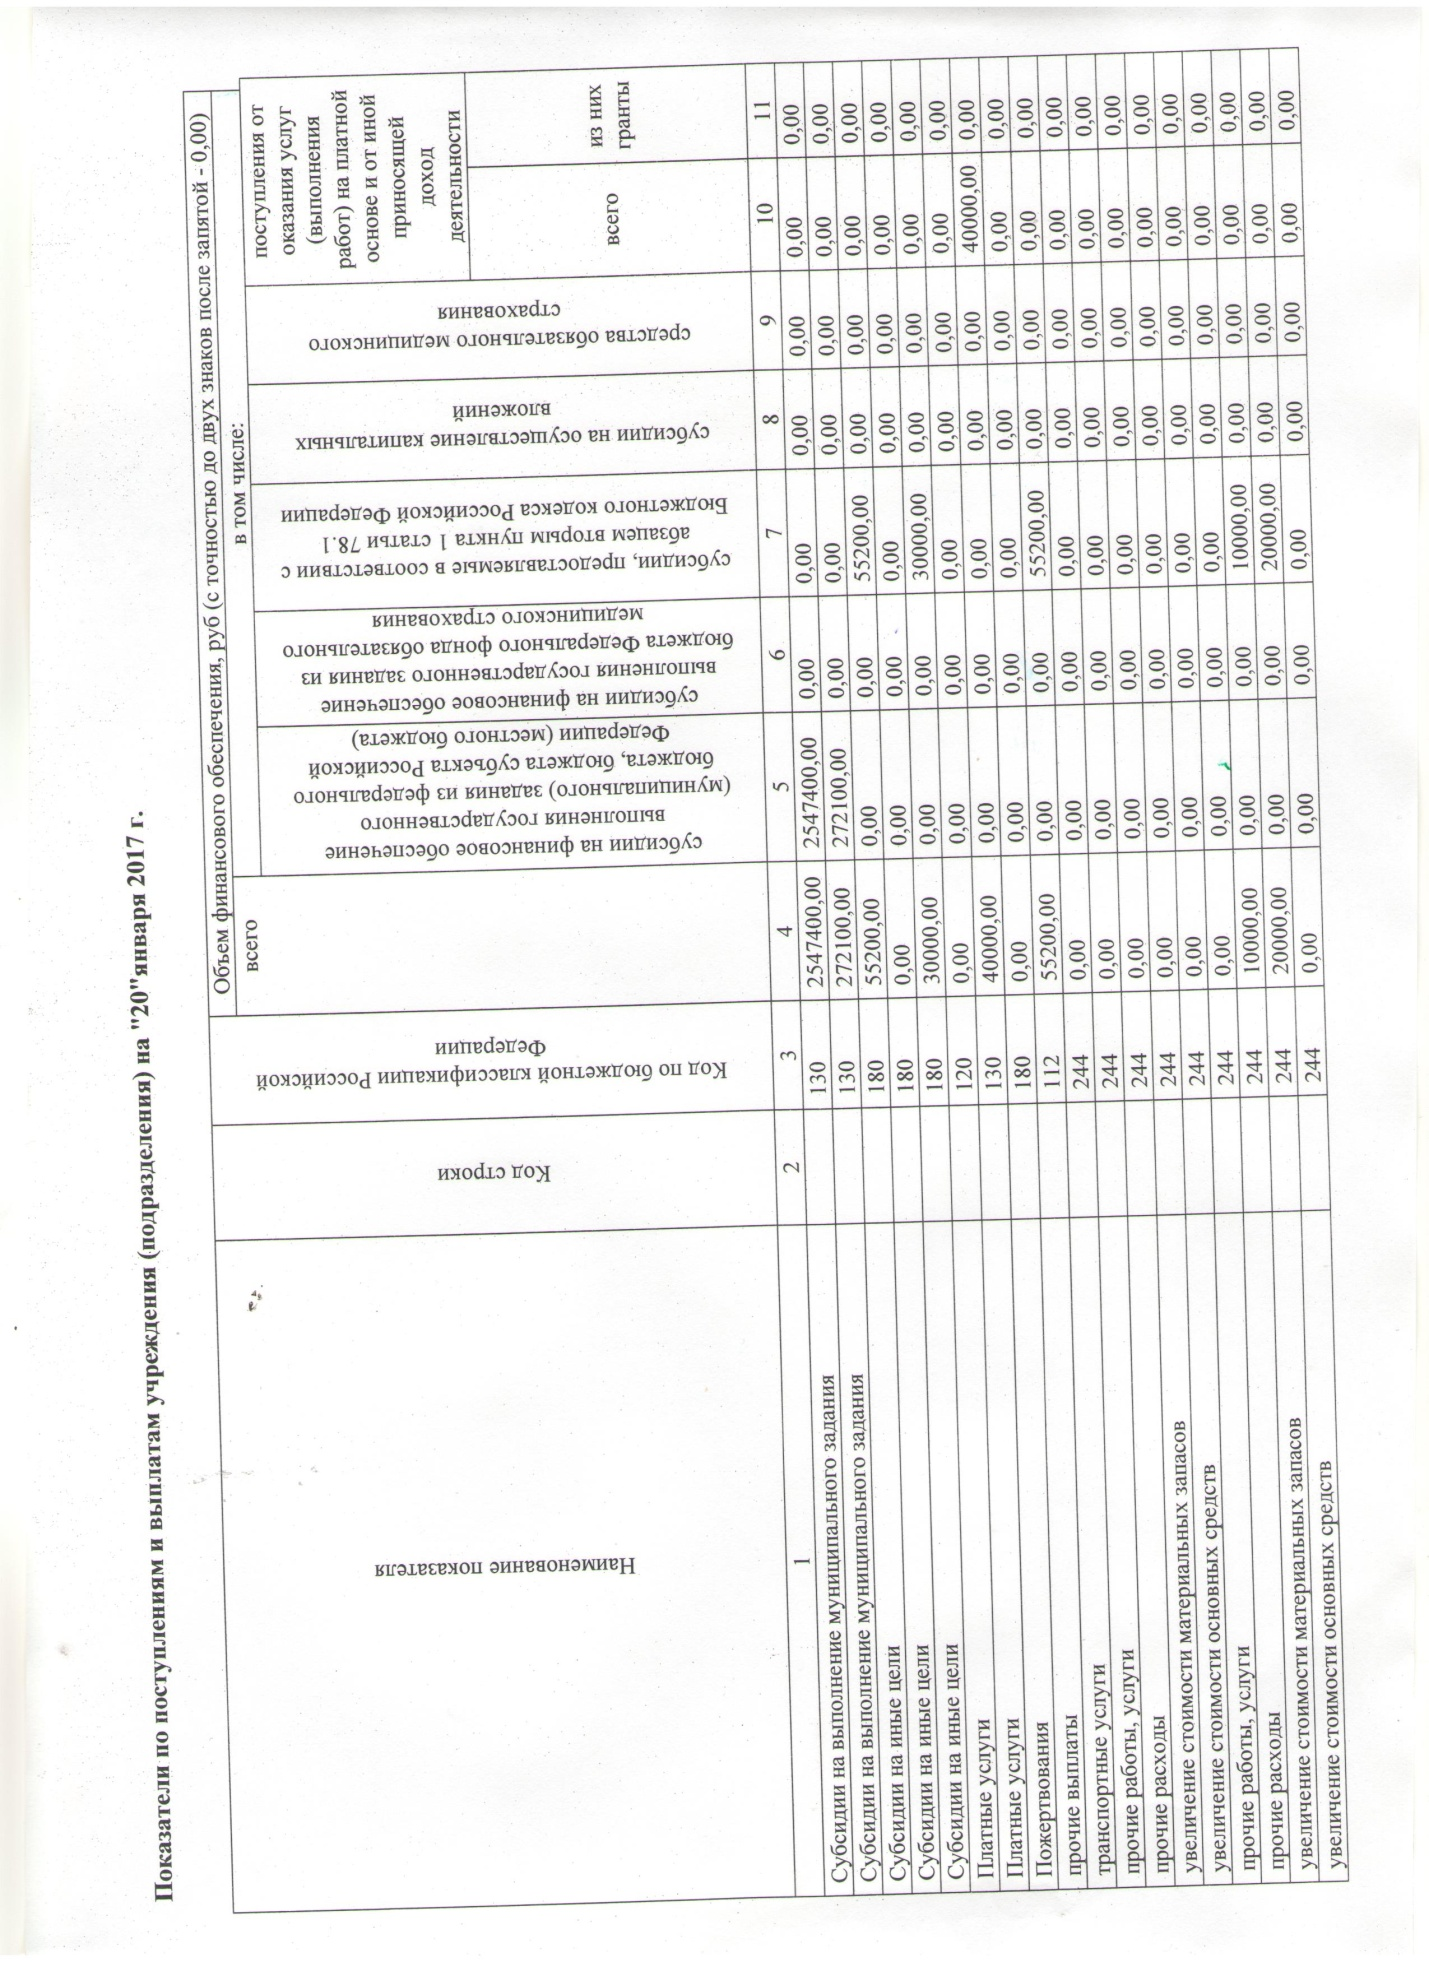 Показатели по поступлениям и выплатам учреждения (подразделения) на "20"января 2017 г.
Наименование показателя
Код строки
Код по бюджетной классификации Российской
Федерации
Объем финансового обеспечения, руб (с точностью до двух знаков после запятой - 0,00)
всего
в том числе:
субсидии на финансовое обеспечение
выполнения государственного
(муниципального) задания из федерального
бюджета, бюджета субъекта Российской
Федерации (местного бюджета)
субсидии на финансовое обеспечение
выполнения государственного задания из
бюджета Федерального фонда обязательного
медицинского страхования
субсидии, предоставляемые в соответствии с
абзацем вторым пункта 1 статьи 78.1
Бюджетного кодекса Российской Федерации
субсидии на осуществление капитальных
вложений
средства обязательного медицинского
страхования
поступления от
оказания услуг
(выполнения
работ) на платной
основе и от иной
приносящей
доход
деятельности
всего
из них
гранты
1 2 3 4 5 6 7 8 9 10 11
Субсидии на выполнение муниципального задания 130 2547400,00 2547400,00 0,00 0,00 0,00 0,00 0,00 0,00
Субсидии на выполнение муниципального задания 130 272100,00 272100,00 0,00 0,00 0,00 0,00 0,00 0,00
Субсидии на иные цели 180 55200,00 0,00 0,00 55200,00 0,00 0,00 0,00 0,00
Субсидии на иные цели 180 0,00 0,00 0,00 0,00 0,00 0,00 0,00 0,00
Субсидии на иные цели 180 30000,00 0,00 0,00 30000,00 0,00 0,00 0,00 0,00
Платные услуги 120 0,00 0,00 0,00 0,00 0,00 0,00 0,00 0,00
Платные услуги 130 40000,00 0,00 0,00 0,00 0,00 0,00 40000,00 0,00
Пожертвования 180 0,00 0,00 0,00 0,00 0,00 0,00 0,00 0,00
прочие выплаты 112 55200,00 0,00 0,00 55200,00 0,00 0,00 0,00 0,00
транспортные услуги 244 0,00 0,00 0,00 0,00 0,00 0,00 0,00 0,00
прочие работы, услуги 244 0,00 0,00 0,00 0,00 0,00 0,00 0,00 0,00
прочие расходы 244 0,00 0,00 0,00 0,00 0,00 0,00 0,00 0,00
увеличение стоимости материальных запасов 244 0,00 0,00 0,00 0,00 0,00 0,00 0,00 0,00
увеличение стоимости основных средств 244 0,00 0,00 0,00 0,00 0,00 0,00 0,00 0,00
прочие работы, услуги 244 0,00 0,00 0,00 0,00 0,00 0,00 0,00 0,00
прочие расходы 244 10000,00 0,00 0,00 10000,00 0,00 0,00 0,00 0,00
увеличение стоимости материальных запасов 244 20000,00 0,00 0,00 20000,00 0,00 0,00 0,00 0,00
увеличение стоимости основных средств 244 0,00 0,00 0,00 0,00 0,00 0,00 0,00 0,00